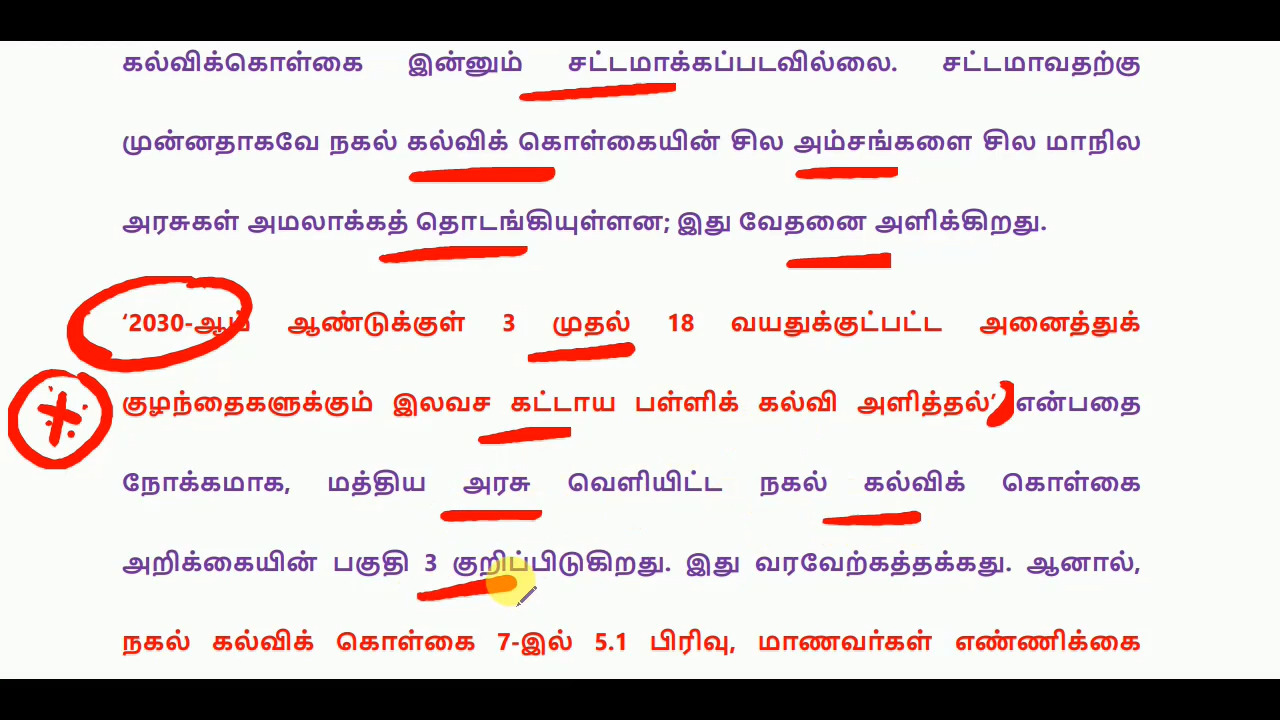 கல்விக்கொள்கை இன்னும் சட்டமாக்கப்படவில்லை. சட்டமாவதற்கு
முன்னதாகவே நகல் கல்விக் கொள்கையின் சில அம்சங்களை சில மாநில
அரசுகள் அமலாக்கத் தொடங்கியுள்ளன; இது வேதனை அளிக்கிறது.
‘2030-ஆம் ஆண்டுக்குள் 3 முதல் 18 வயதுக்குட்பட்ட அனைத்துக்
குழந்தைகளுக்கும் இலவச கட்டாய பள்ளிக் கல்வி அளித்தல்’ என்பதை
நோக்கமாக, மத்திய அரசு வெளியிட்ட நகல் கல்விக் கொள்கை
அறிக்கையின் பகுதி 3 குறிப்பிடுகிறது. இது வரவேற்கத்தக்கது. ஆனால்,
நகல் கல்விக் கொள்கை 7-இல் 5.1 பிரிவு, மாணவர்கள் எண்ணிக்கை